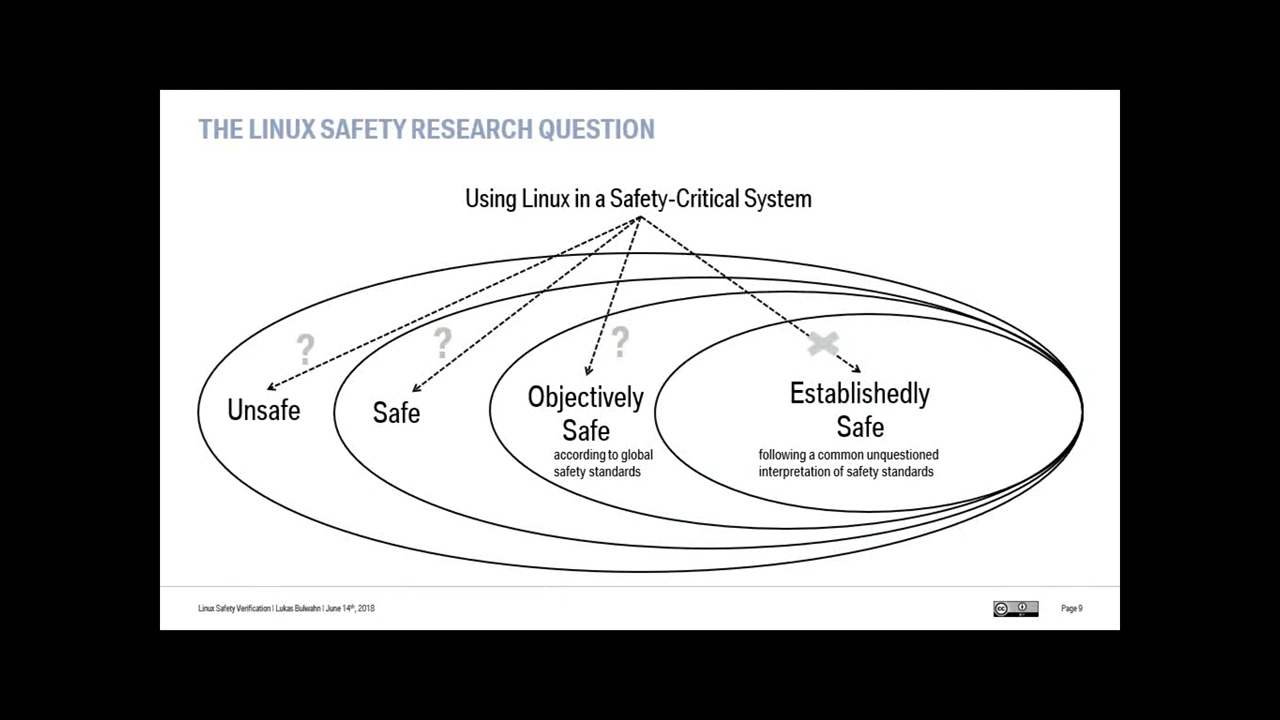 THE LINUX SAFETY RESEARCH QUESTION
Using Linux in a Safety-Critical System
?
?
?
Unsafe
Safe
Objectively
Safe
according to global
safety standards
Establishedly
Safe
following a common unquestioned
interpretation of safety standards
Linux Safety Verification | Lukas Bulwahn | June 14th, 2018
cc
BY
Page 9